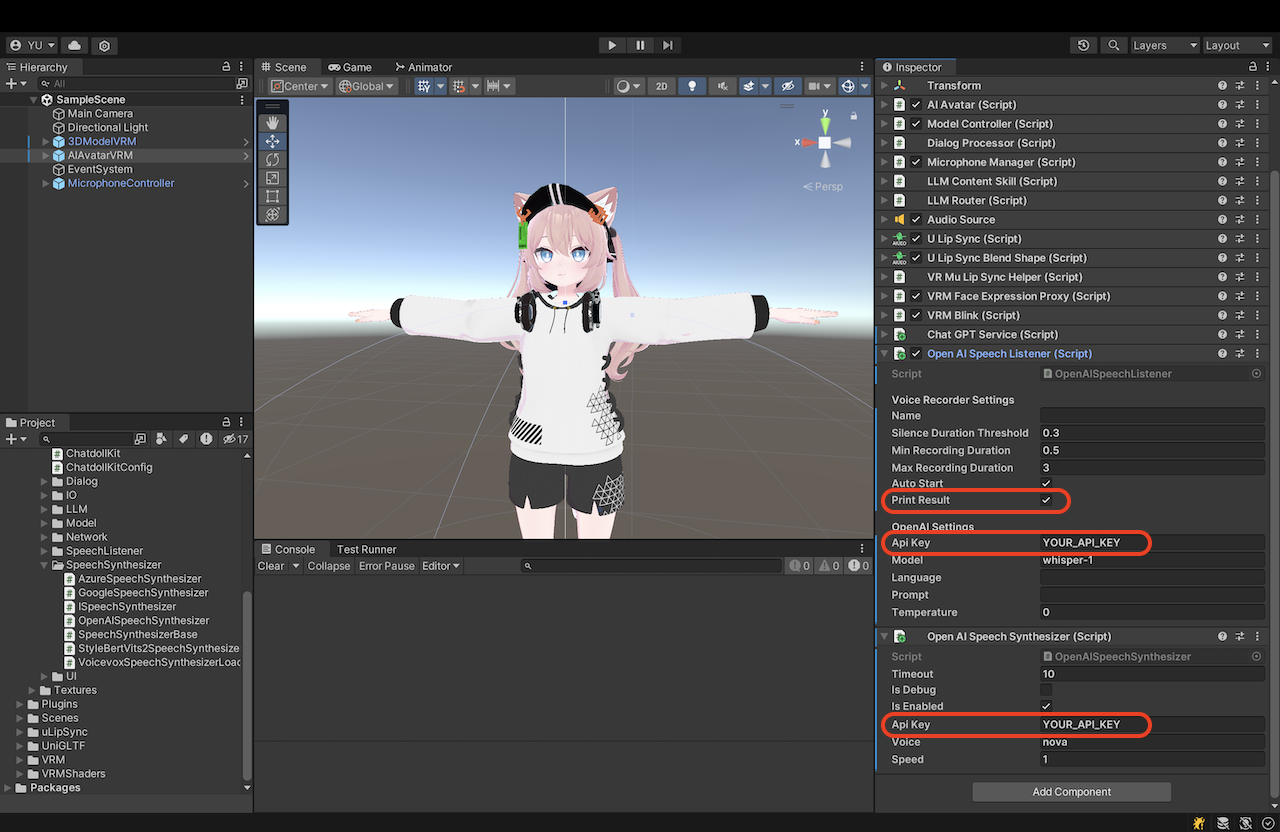 YU
Layers
Layout
Hierarchy
All
SampleScene
Main Camera
Directional Light
3DModelVRM
AIAvatarVRM
EventSystem
MicrophoneController
Project
17
ChatdollKit
ChatdollKitConfig
Dialog
IO
LLM
Model
Network
SpeechListener
SpeechSynthesizer
AzureSpeechSynthesizer
GoogleSpeechSynthesizer
ISpeechSynthesizer
OpenAISpeechSynthesizer
SpeechSynthesizerBase
StyleBertVits2SpeechSynthesize
VoicevoxSpeechSynthesizerLoad
UI
Textures
Plugins
Scenes
uLipSync
UniGLTF
VRM
VRMShaders
Packages
Scene Game Animator
Center Global 2D
y
x
Persp
Console Test Runner
Clear Collapse Error Pause Editor 0 0 0
Inspector
Transform
AI Avatar (Script)
Model Controller (Script)
Dialog Processor (Script)
Microphone Manager (Script)
LLM Content Skill (Script)
LLM Router (Script)
Audio Source
U Lip Sync (Script)
U Lip Sync Blend Shape (Script)
VR Mu Lip Sync Helper (Script)
VRM Face Expression Proxy (Script)
VRM Blink (Script)
Chat GPT Service (Script)
Open AI Speech Listener (Script)
Script OpenAISpeechListener
Voice Recorder Settings
Name
Silence Duration Threshold 0.3
Min Recording Duration 0.5
Max Recording Duration 3
Auto Start
Print Result
OpenAI Settings
Api Key YOUR_API_KEY
Model whisper-1
Language
Prompt
Temperature 0
Open AI Speech Synthesizer (Script)
Script OpenAISpeechSynthesizer
Timeout 10
Is Debug
Is Enabled
Api Key YOUR_API_KEY
Voice nova
Speed 1
Add Component